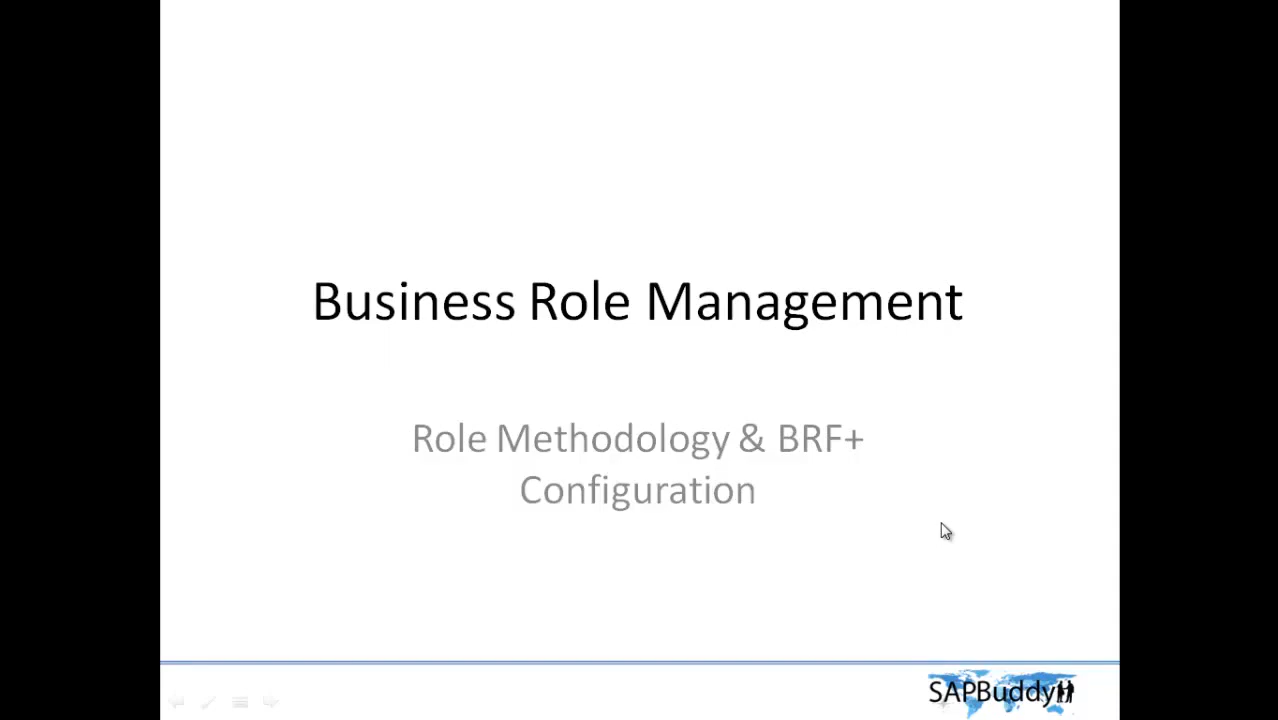 Business Role Management
Role Methodology & BRF+
Configuration
SAPBuddy